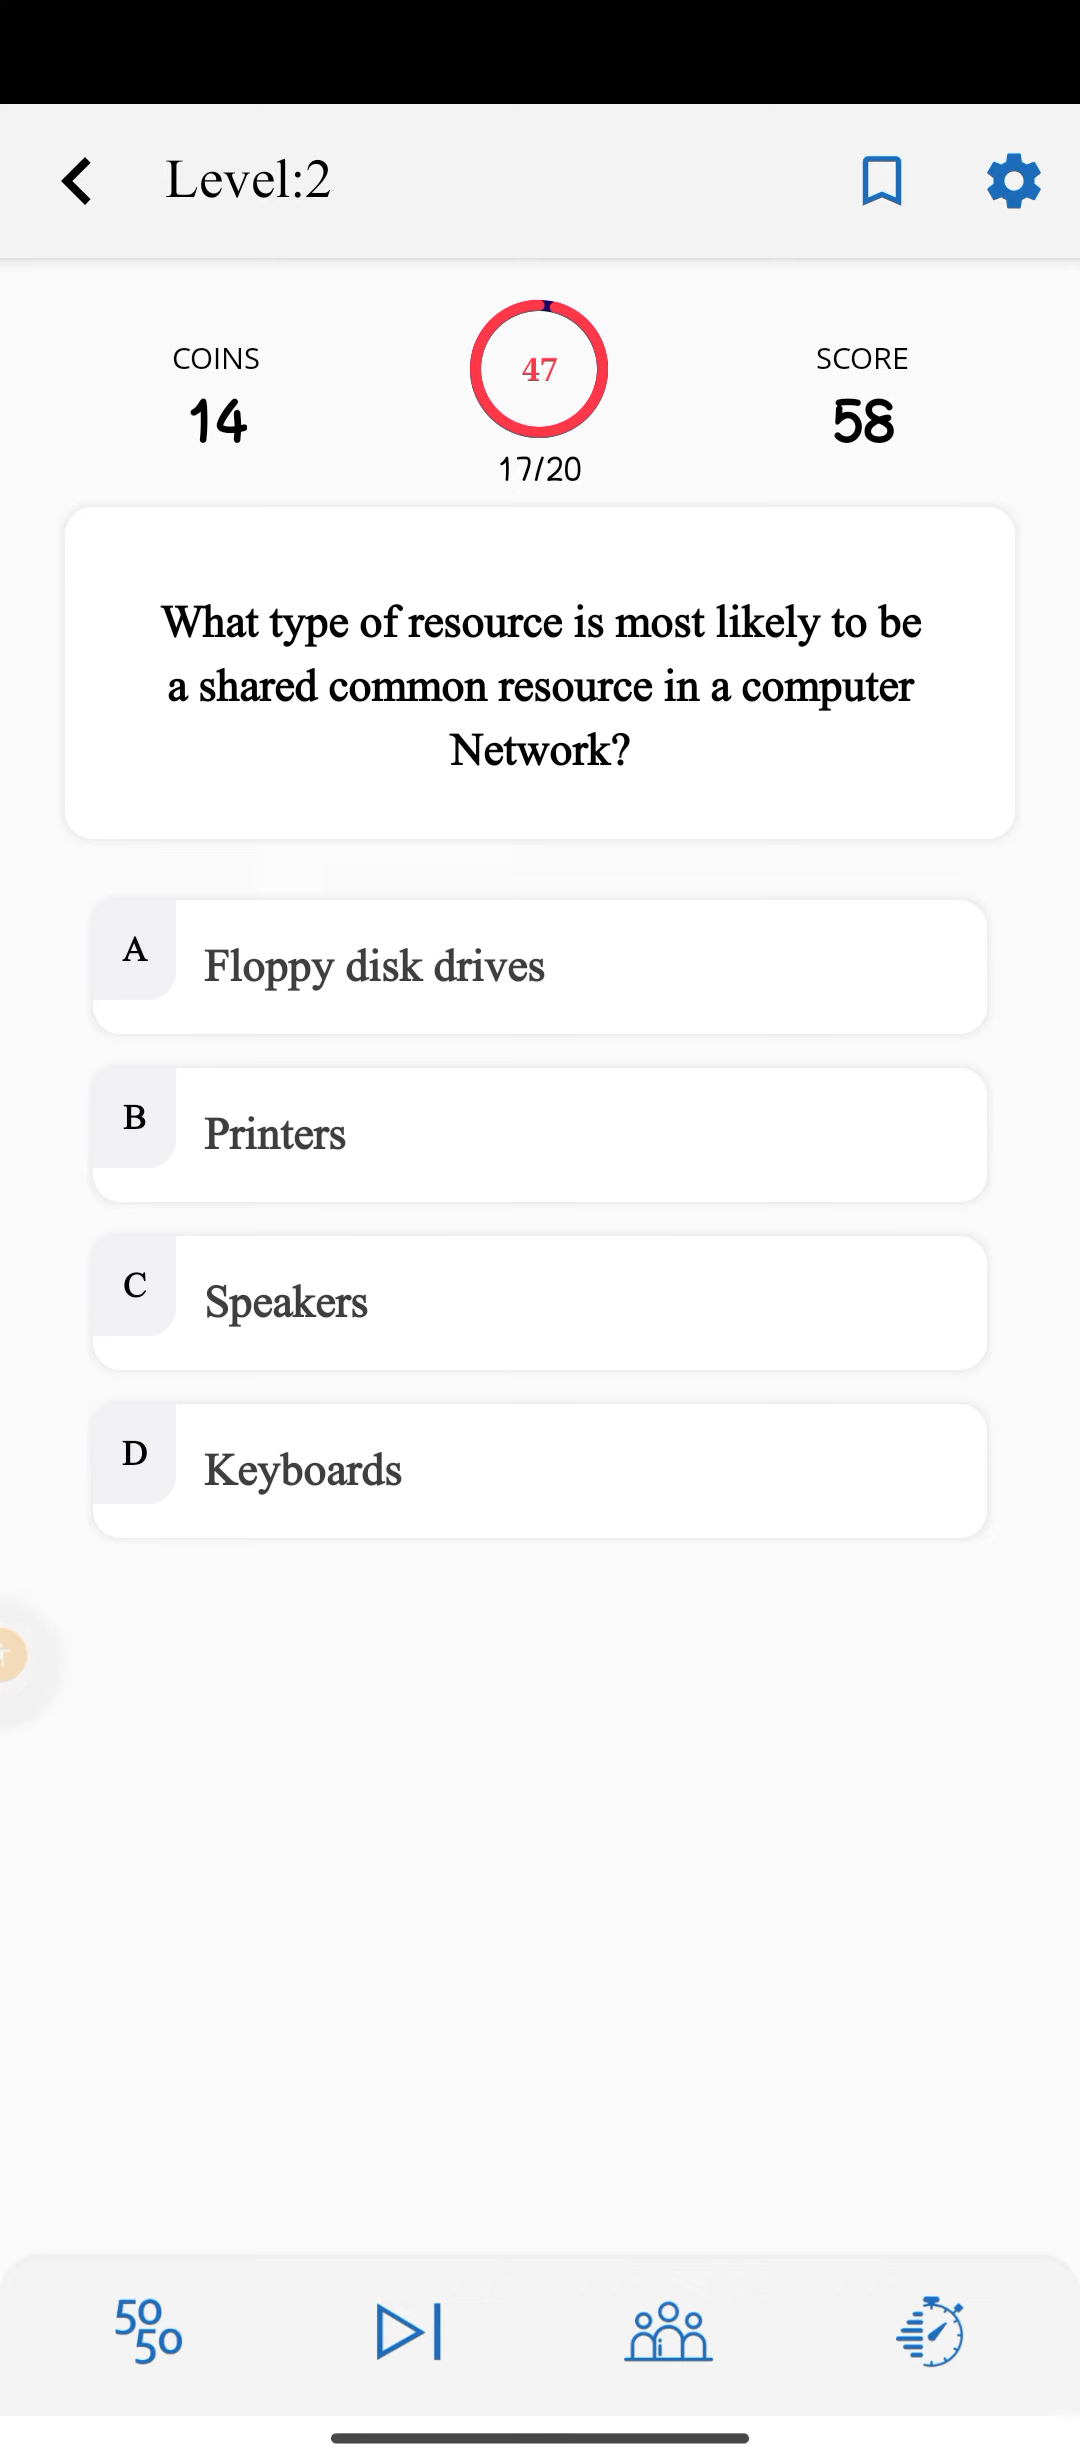 Level:2
COINS
14
47
17/20
SCORE
58
What type of resource is most likely to be
a shared common resource in a computer
Network?
A
Floppy disk drives
B
Printers
C
Speakers
D
Keyboards
50
50